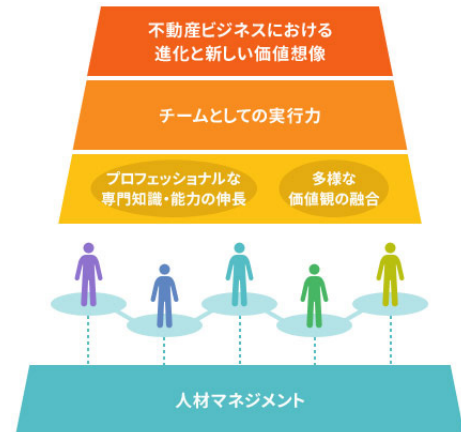 不動産ビジネスにおける
進化と新しい価値想像
チームとしての実行力
プロフェッショナルな
専門知識・能力の伸長
多様な
価値観の融合
人材マネジメント